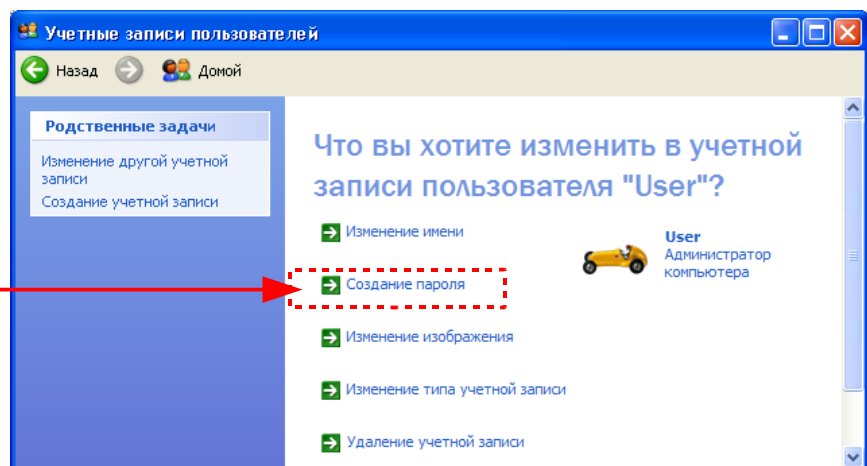 Учетные записи пользователей
Назад
Домой
Родственные задачи
Изменение другой учетной
записи
Создание учетной записи
Что вы хотите изменить в учетной
записи пользователя "User"?
Изменение имени
User
Администратор
компьютера
Создание пароля
Изменение изображения
Изменение типа учетной записи
Удаление учетной записи